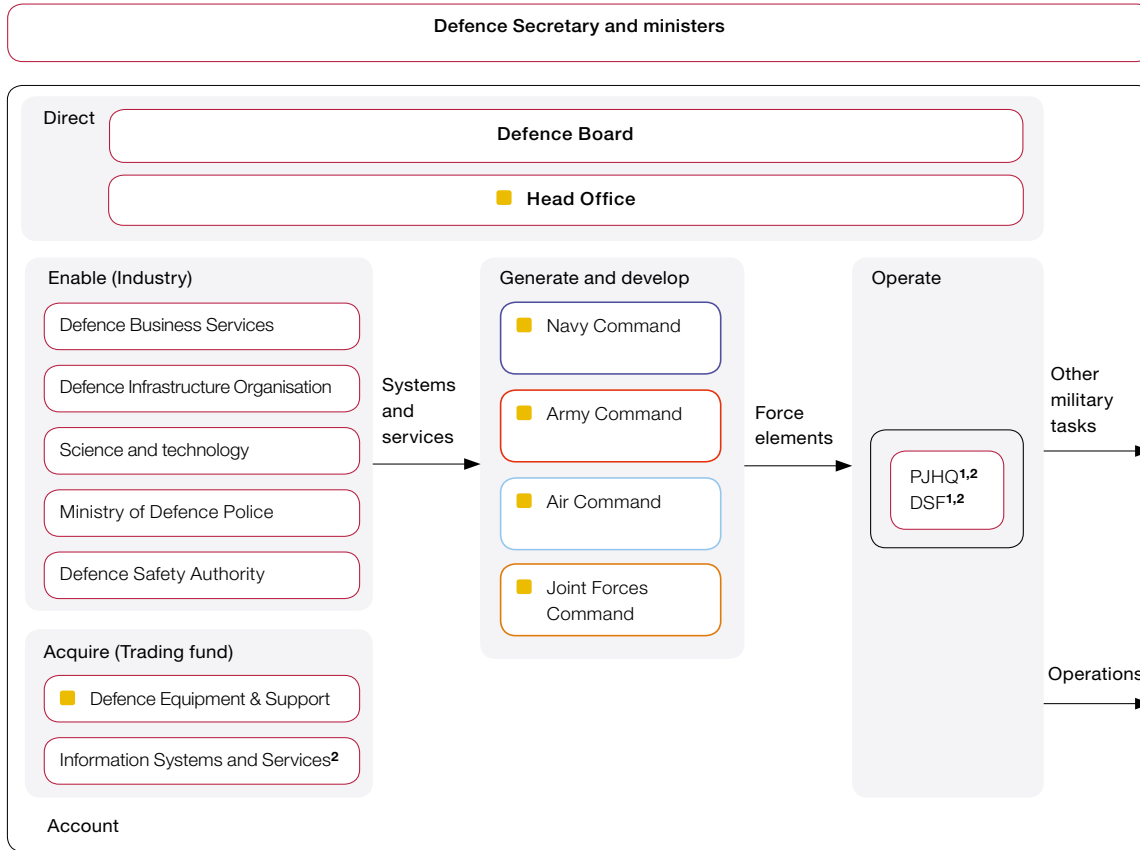 Defence Secretary and ministers
Direct
Defence Board
Head Office
Enable (Industry)
Defence Business Services
Defence Infrastructure Organisation
Science and technology
Ministry of Defence Police
Defence Safety Authority
Acquire (Trading fund)
Defence Equipment & Support
Information Systems and Services2
Systems
and
services
Generate and develop
Navy Command
Army Command
Air Command
Joint Forces
Command
Force
elements
Operate
PJHQ1,2
DSF1,2
Other
military
tasks
Operations
Account